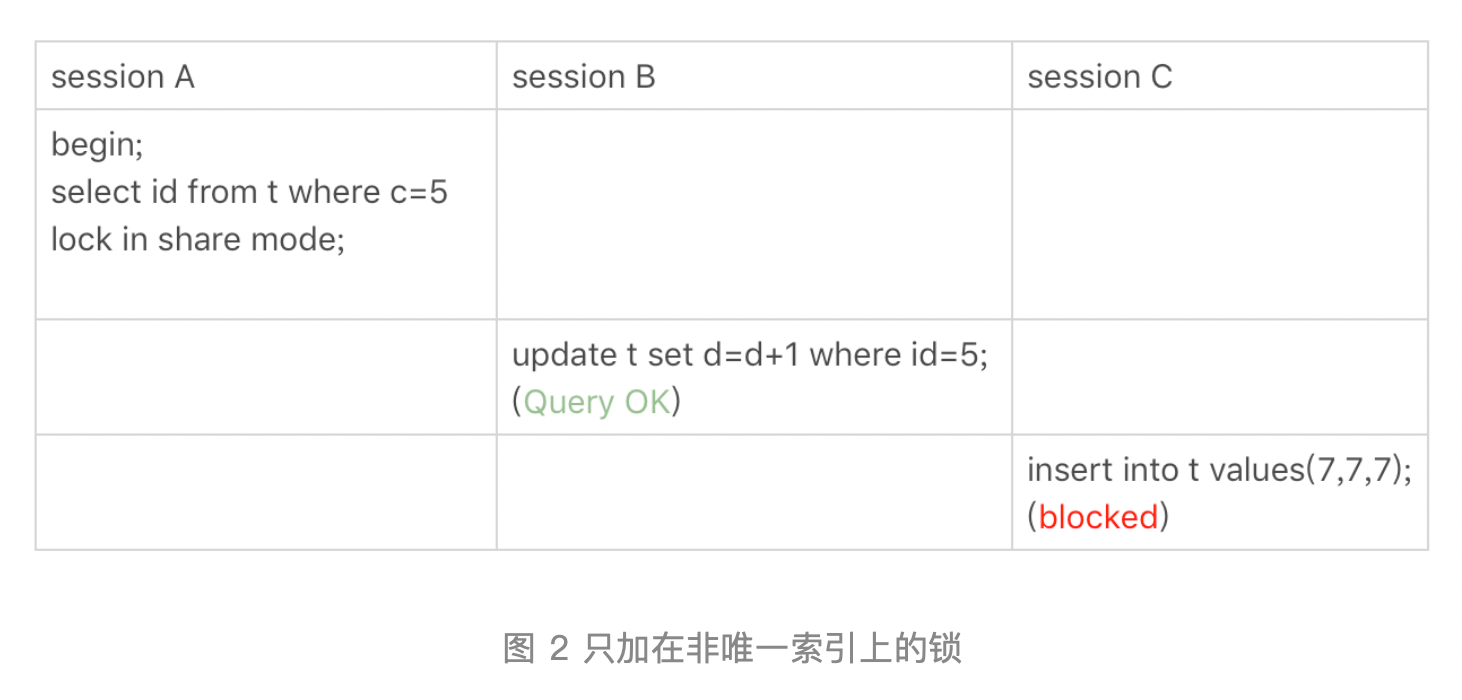 session A
session B
session C
begin;
select id from t where c=5
lock in share mode;
update t set d=d+1 where id=5;
(Query OK)
insert into t values(7,7,7);
(blocked)
图 2 只加在非唯一索引上的锁